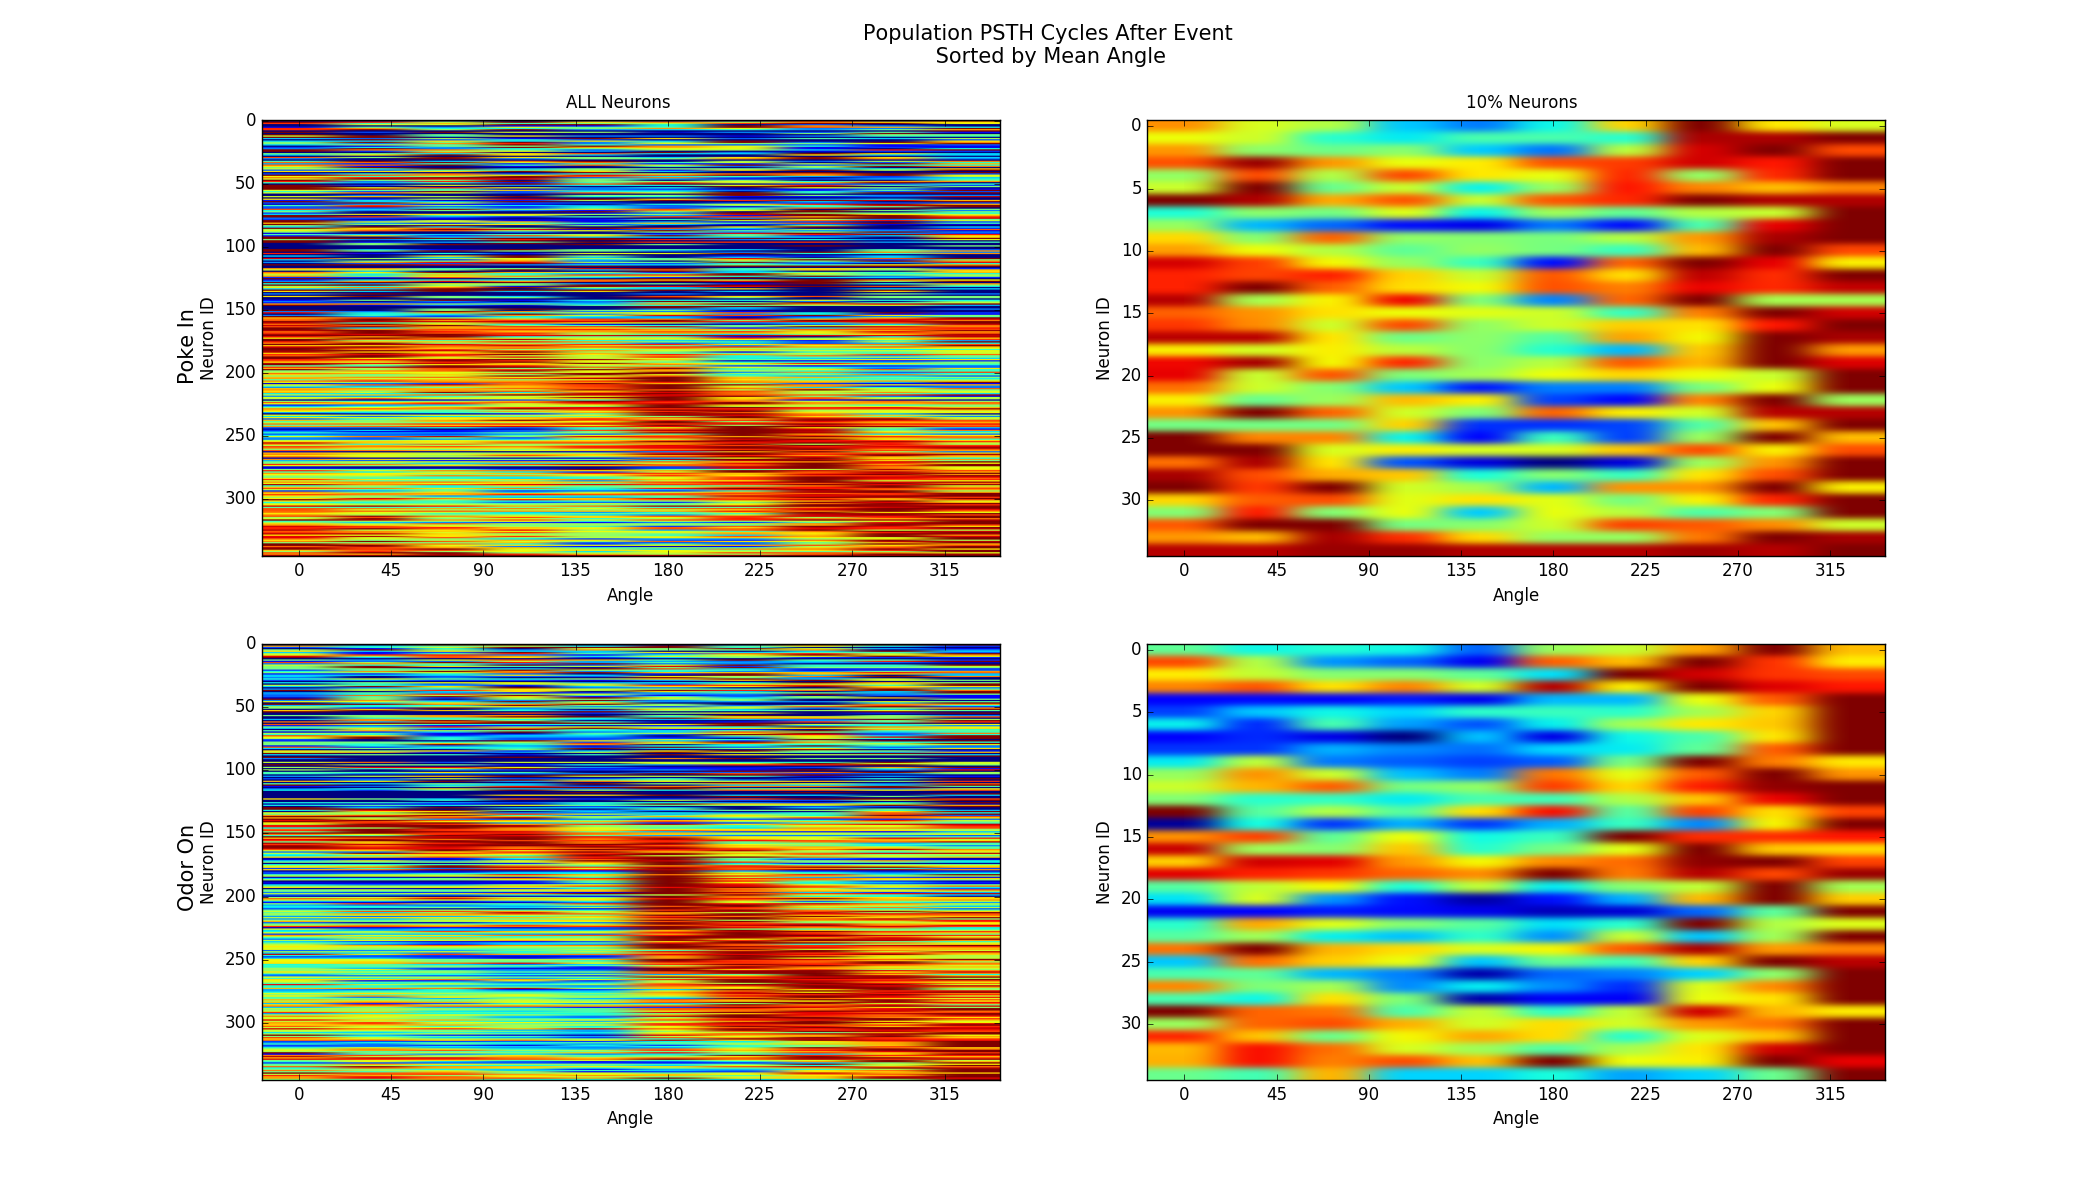 Population PSTH Cycles After Event
Sorted by Mean Angle
ALL Neurons
10% Neurons
Poke In
Neuron ID
0
50
100
150
200
250
300
0 45 90 135 180 225 270 315
Angle
Neuron ID
0
5
10
15
20
25
30
0 45 90 135 180 225 270 315
Angle
Odor On
Neuron ID
0
50
100
150
200
250
300
0 45 90 135 180 225 270 315
Angle
Neuron ID
0
5
10
15
20
25
30
0 45 90 135 180 225 270 315
Angle